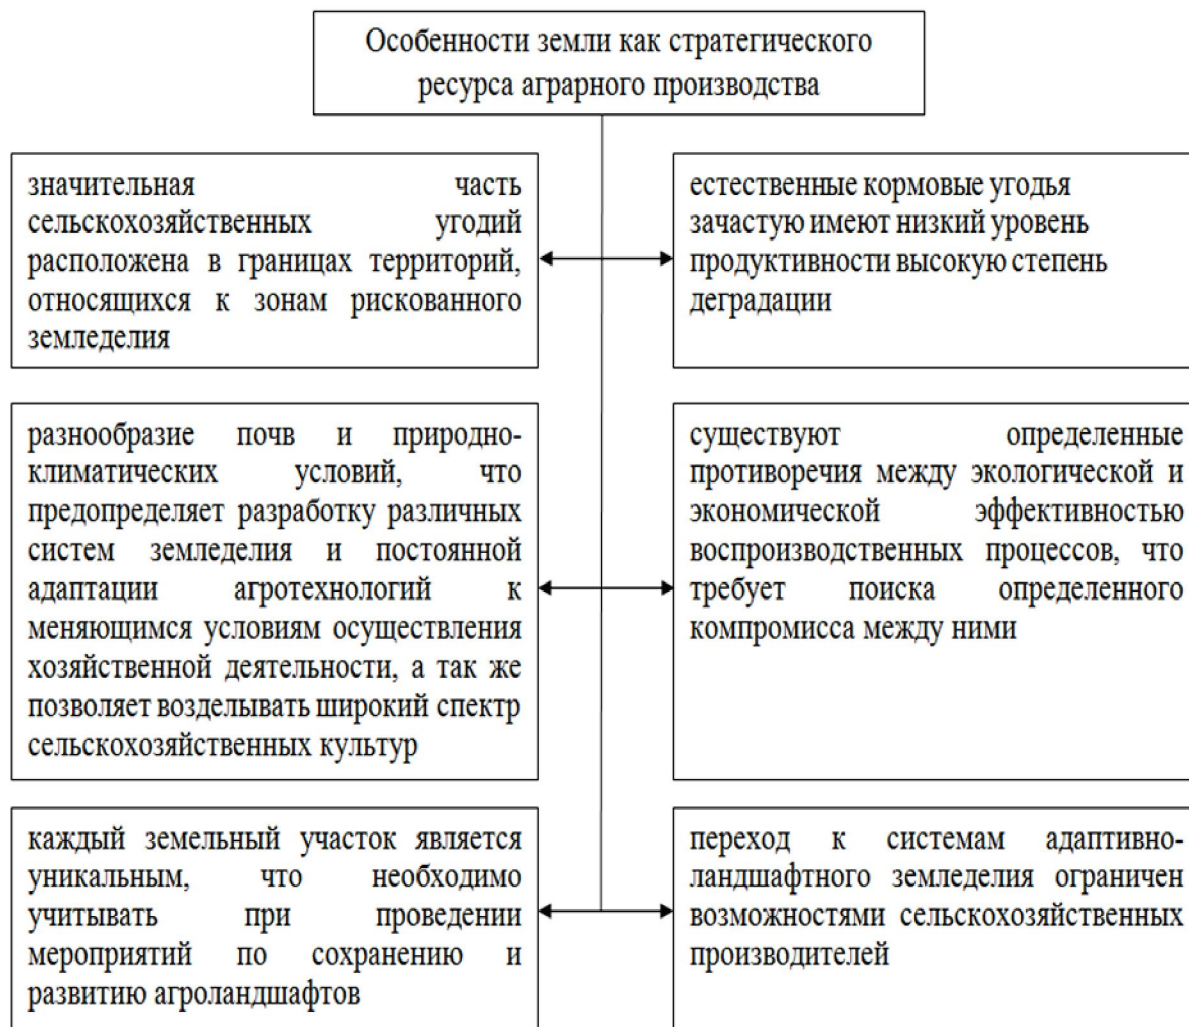 Особенности земли как стратегического
ресурса аграрного производства
значительная часть
сельскохозяйственных угодий
расположена в границах территорий,
относящихся к зонам рискованного
земледелия
естественные кормовые угодья
зачастую имеют низкий уровень
продуктивности высокую степень
деградации
разнообразие почв и природно-
климатических условий, что
предопределяет разработку различных
систем земледелия и постоянной
адаптации агротехнологий к
меняющимся условиям осуществления
хозяйственной деятельности, а так же
позволяет возделывать широкий спектр
сельскохозяйственных культур
существуют определенные
противоречия между экологической и
экономической эффективностью
воспроизводственных процессов, что
требует поиска определенного
компромисса между ними
каждый земельный участок является
уникальным, что необходимо
учитывать при проведении
мероприятий по сохранению и
развитию агроландшафтов
переход к системам адаптивно-
ландшафтного земледелия ограничен
возможностями сельскохозяйственных
производителей